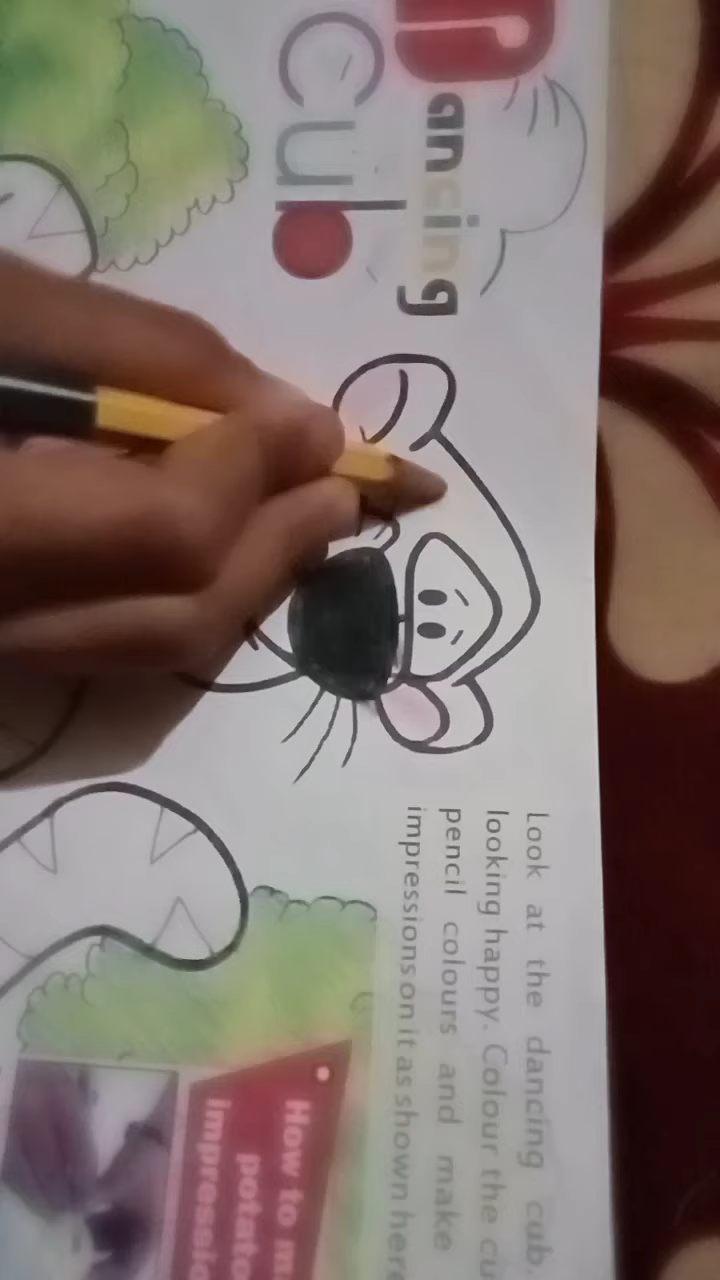 Dancing
cub
Look at the dancing cub.
looking happy. Colour the
pencil colours and make
impressions on it as shown here
How to
potato